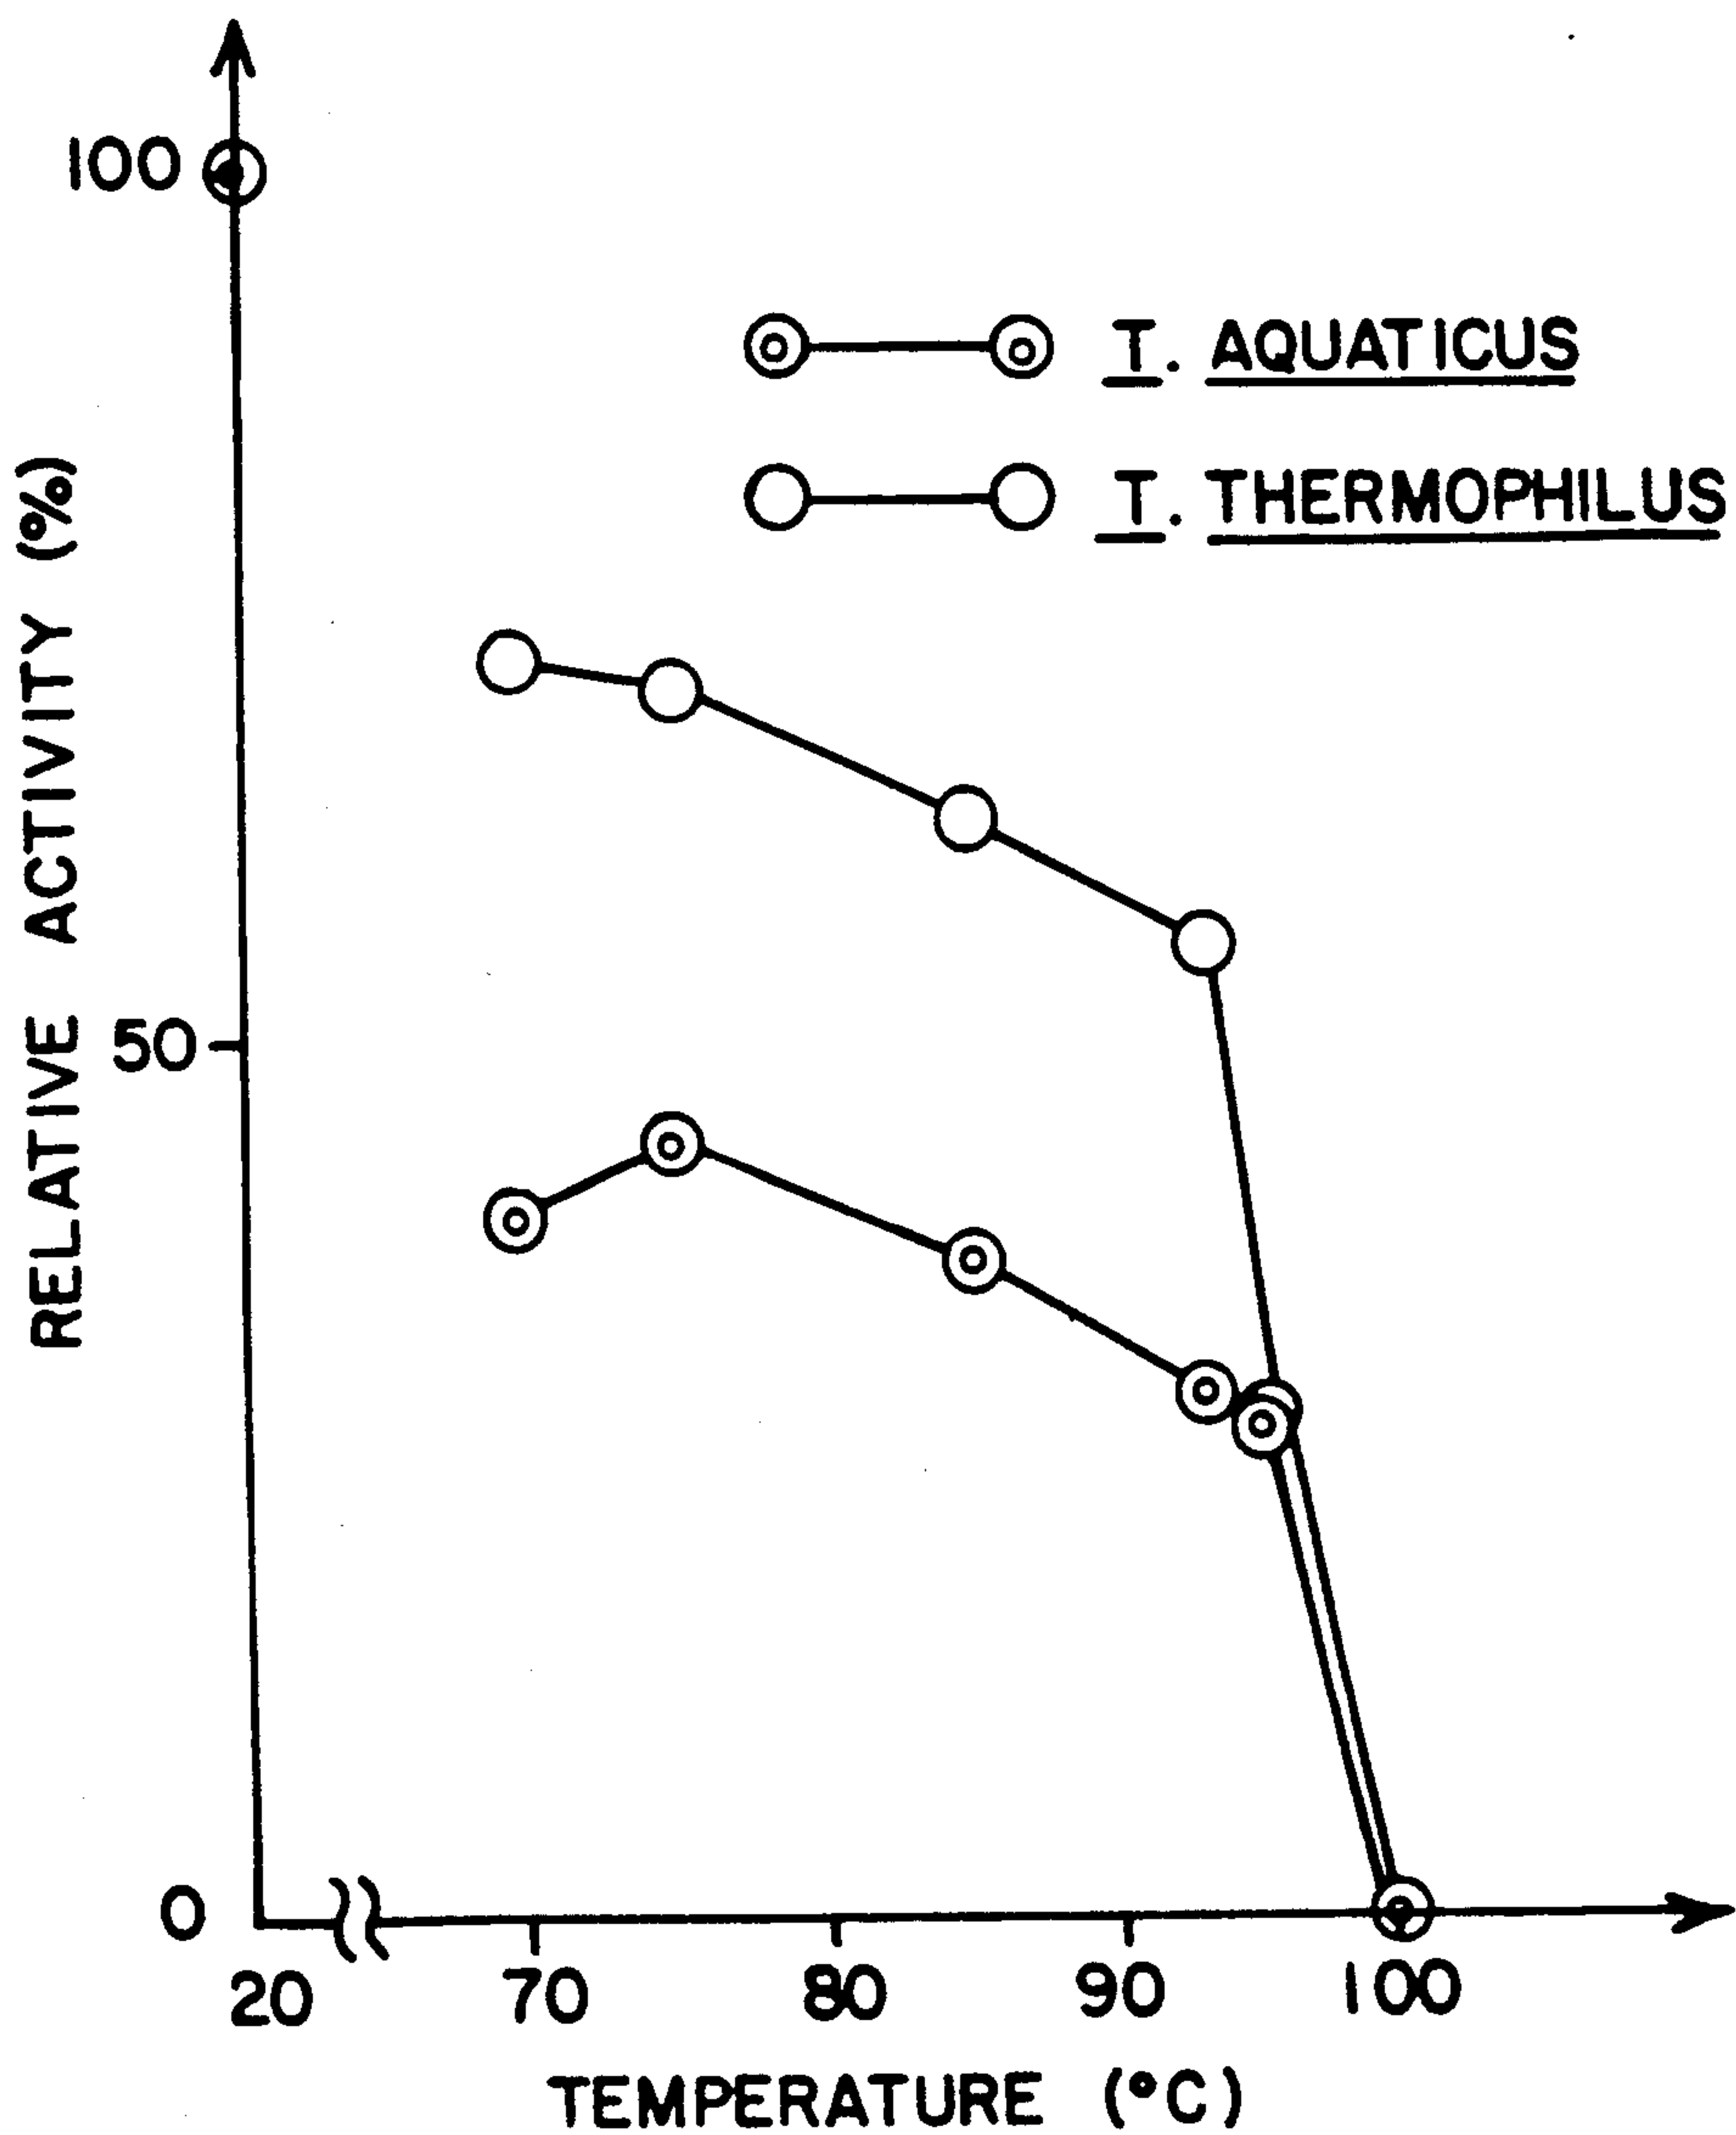 100
T. AQUATICUS
T. THERMOPHILUS
RELATIVE ACTIVITY (%)
50
0
20 70 80 90 100
TEMPERATURE (°C)